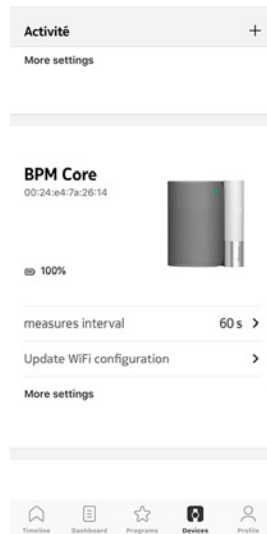 Activité +
More settings
BPM Core
00:24:e4:7a:26:14
100%
measures interval 60 s >
Update WiFi configuration >
More settings
Timeline Dashboard Programs Devices Profile